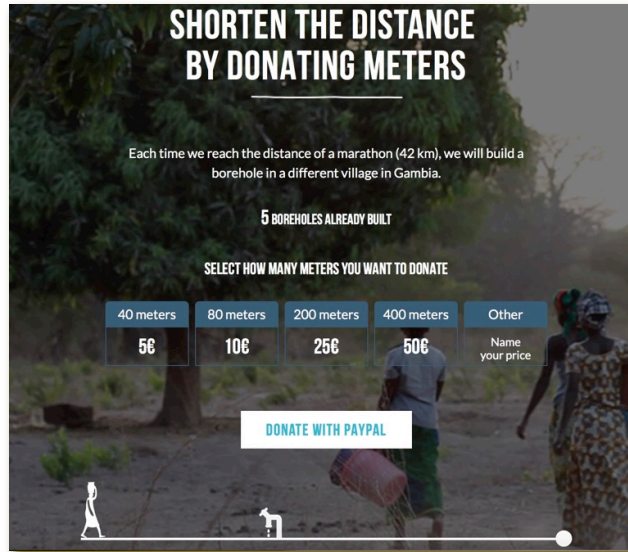 SHORTEN THE DISTANCE
BY DONATING METERS
Each time we reach the distance of a marathon (42 km), we will build a
borehole in a different village in Gambia.
5 BOREHOLES ALREADY BUILT
SELECT HOW MANY METERS YOU WANT TO DONATE
40 meters 80 meters 200 meters 400 meters Other
5€ 10€ 25€ 50€ Name
your price
DONATE WITH PAYPAL